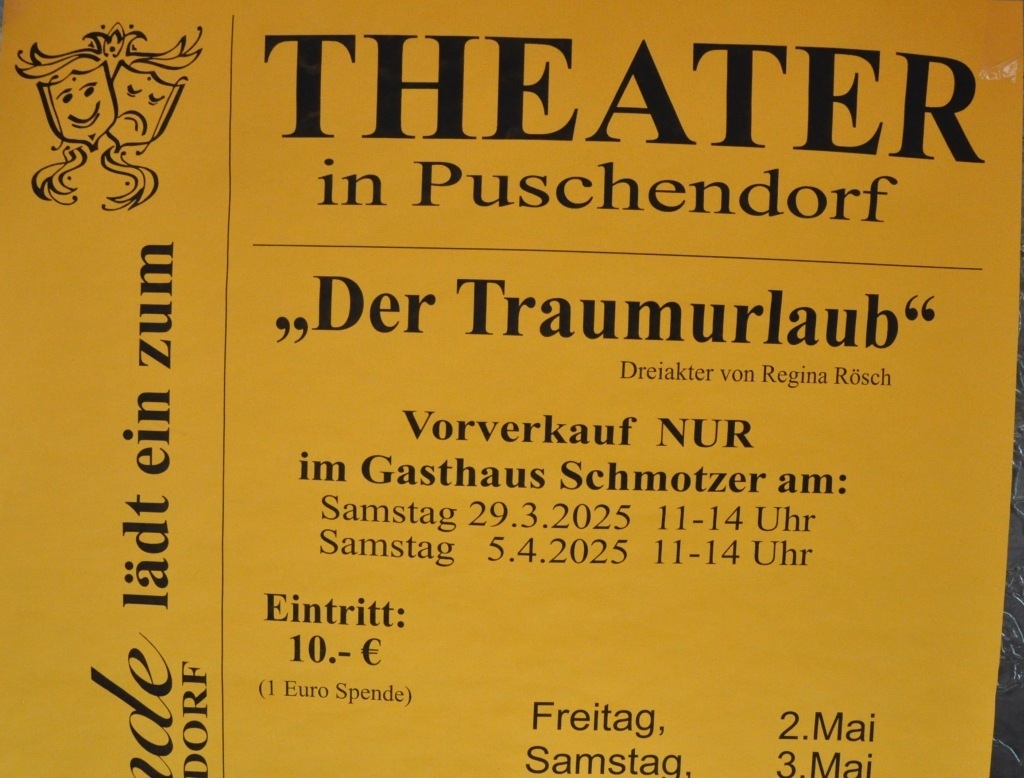 THEATER
in Puschendorf
„Der Traumurlaub“
Dreiakter von Regina Rösch
Vorverkauf NUR
im Gasthaus Schmotzer am:
Samstag 29.3.2025 11-14 Uhr
Samstag 5.4.2025 11-14 Uhr
Eintritt:
10.- €
(1 Euro Spende)
Freitag, 2.Mai
Samstag, 3.Mai
lädt ein zum